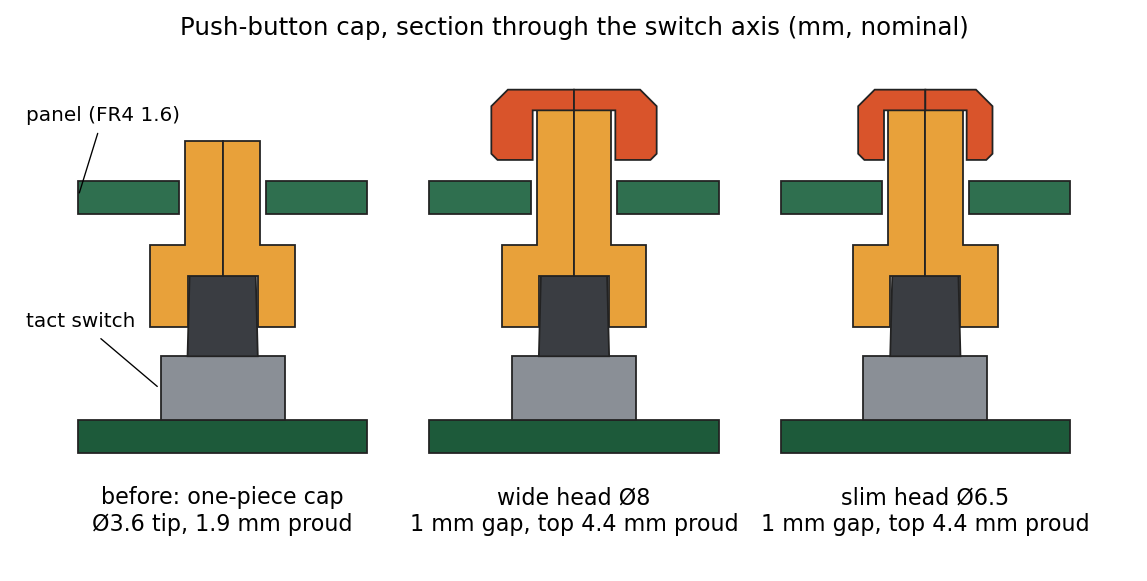 Push-button cap, section through the switch axis (mm, nominal)
panel (FR4 1.6)
tact switch
before: one-piece cap
Ø3.6 tip, 1.9 mm proud
wide head Ø8
1 mm gap, top 4.4 mm proud
slim head Ø6.5
1 mm gap, top 4.4 mm proud